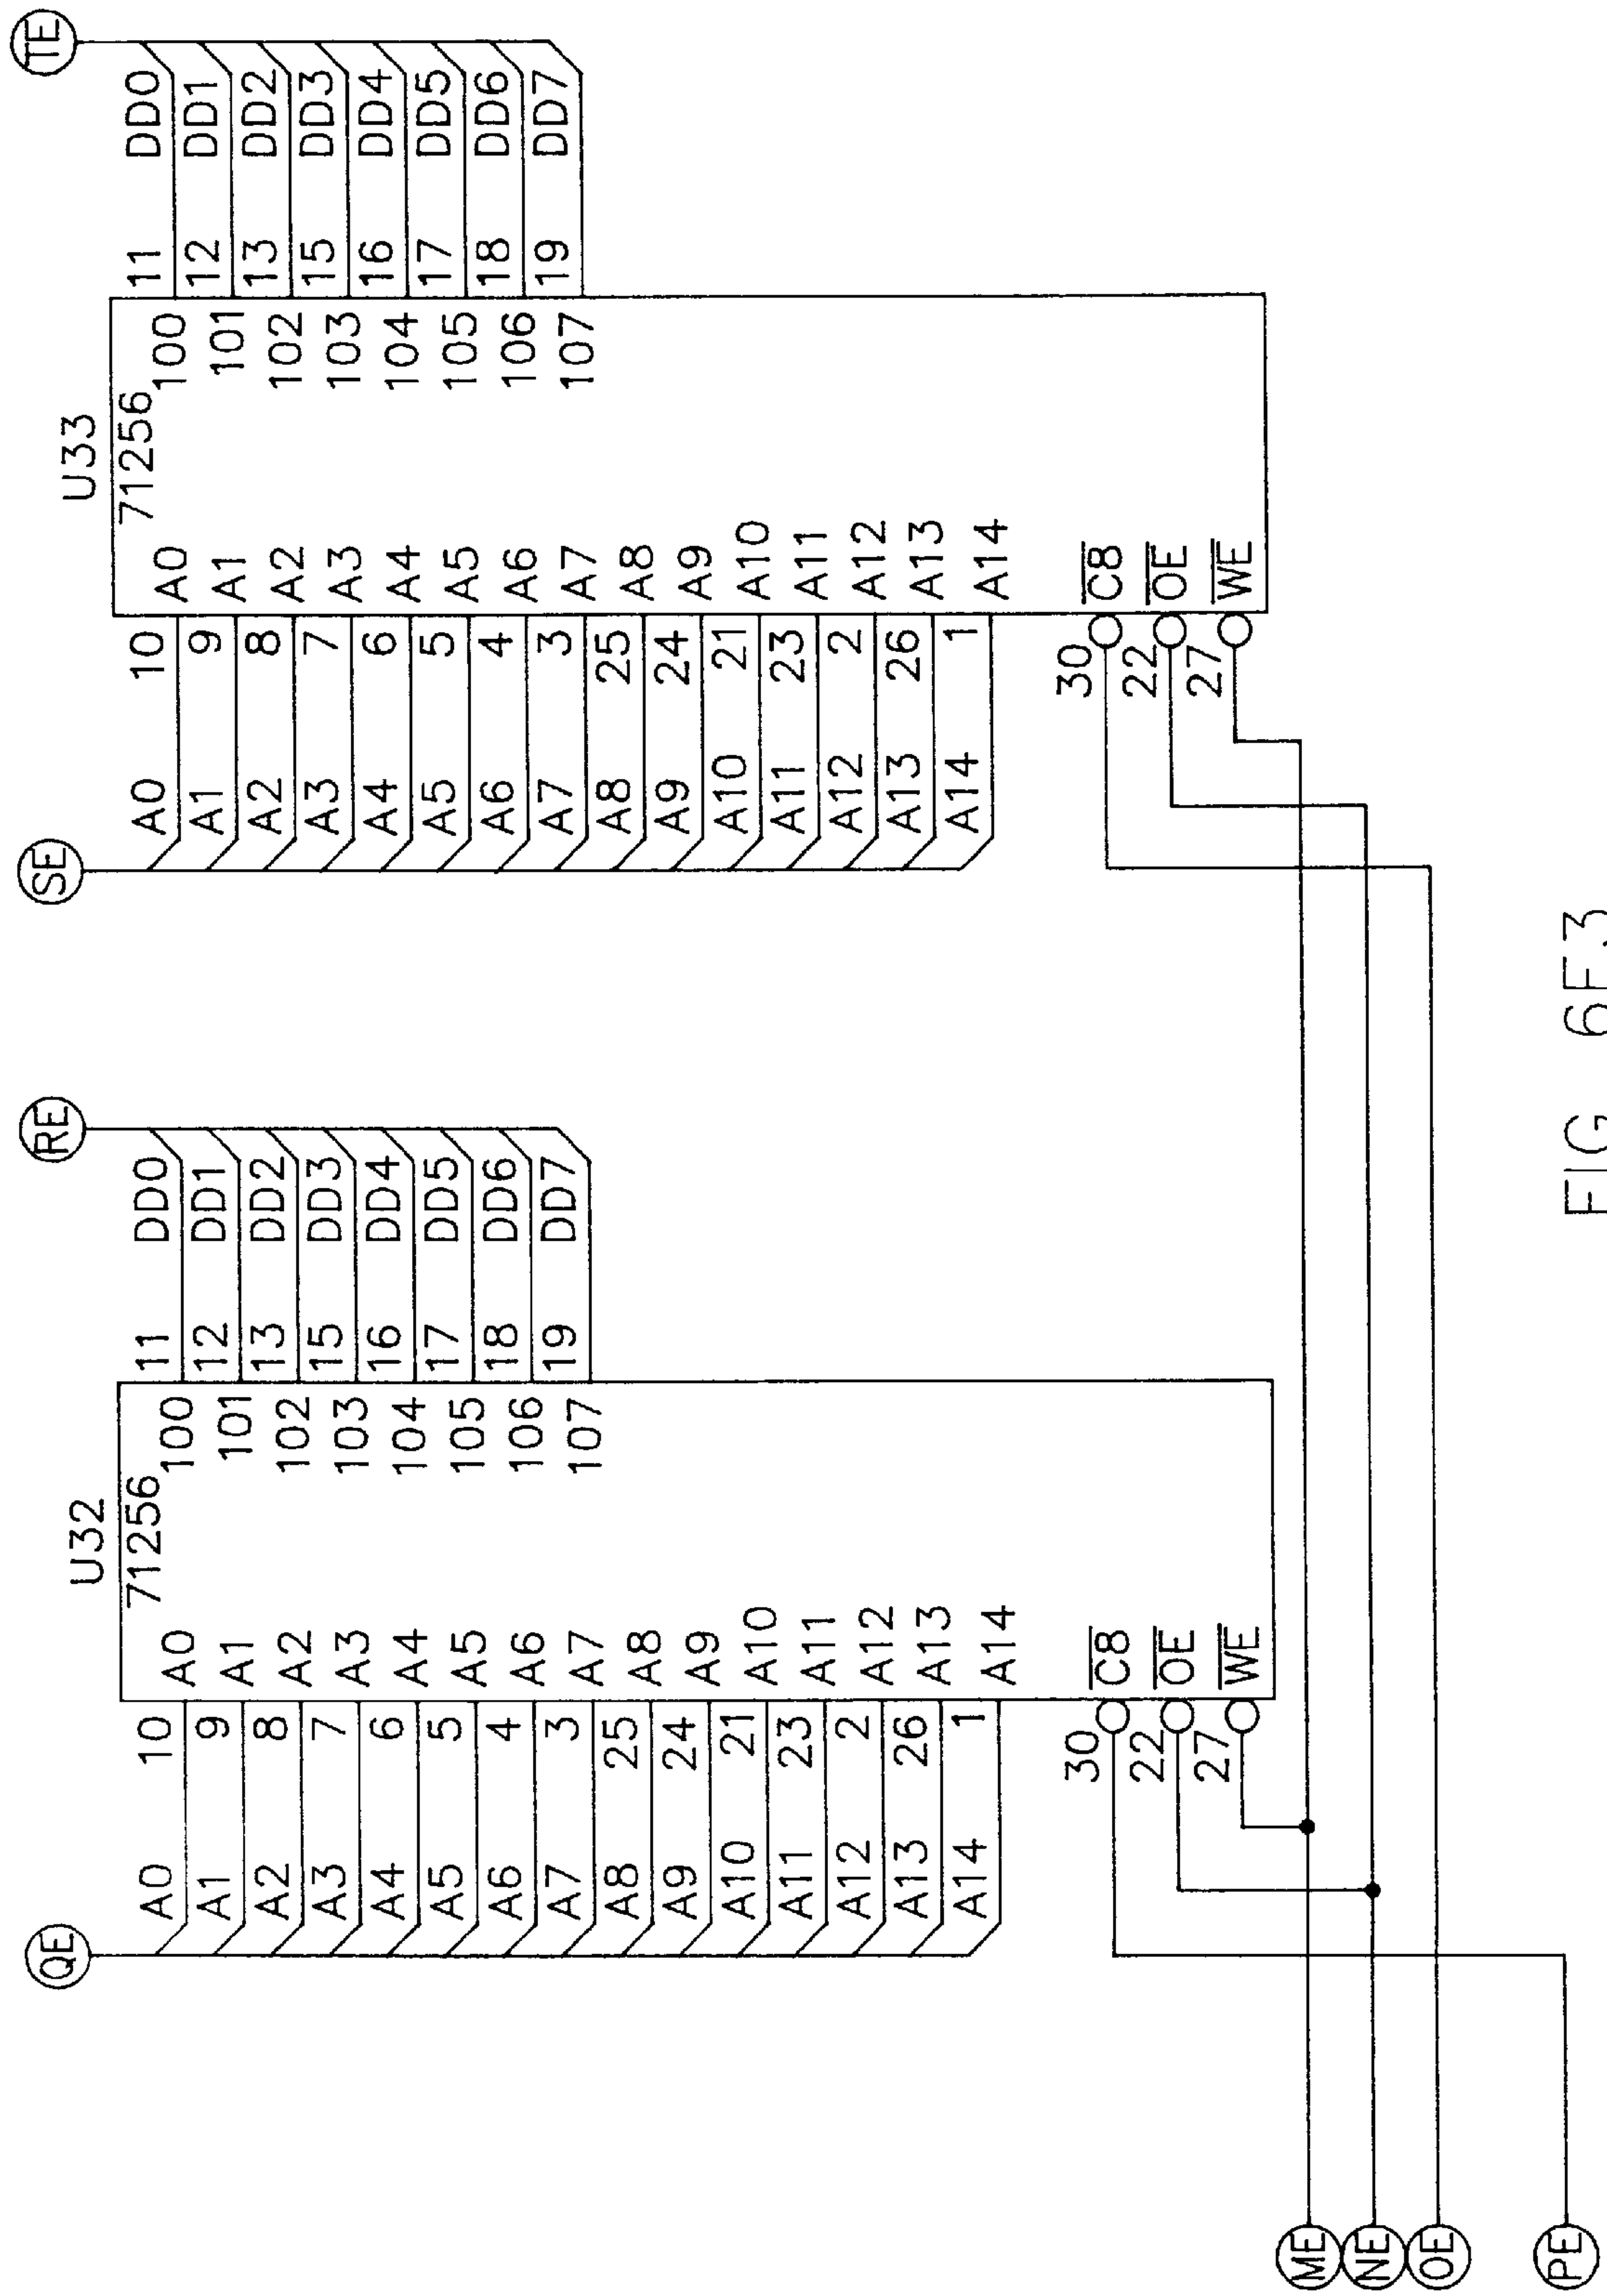 QE
RE
SE
TE
U32
71256
A0 10 A0 100 11 DD0
A1 9 A1 101 12 DD1
A2 8 A2 102 13 DD2
A3 7 A3 103 15 DD3
A4 6 A4 104 16 DD4
A5 5 A5 105 17 DD5
A6 4 A6 106 18 DD6
A7 3 A7 107 19 DD7
A8 25 A8
A9 24 A9
A10 21 A10
A11 23 A11
A12 2 A12
A13 26 A13
A14 1 A14
30 C8
22 OE
27 WE
U33
71256
A0 10 A0 100 11 DD0
A1 9 A1 101 12 DD1
A2 8 A2 102 13 DD2
A3 7 A3 103 15 DD3
A4 6 A4 104 16 DD4
A5 5 A5 105 17 DD5
A6 4 A6 106 18 DD6
A7 3 A7 107 19 DD7
A8 25 A8
A9 24 A9
A10 21 A10
A11 23 A11
A12 2 A12
A13 26 A13
A14 1 A14
30 C8
22 OE
27 WE
ME
NE
OE
PE
FIG. 6E3